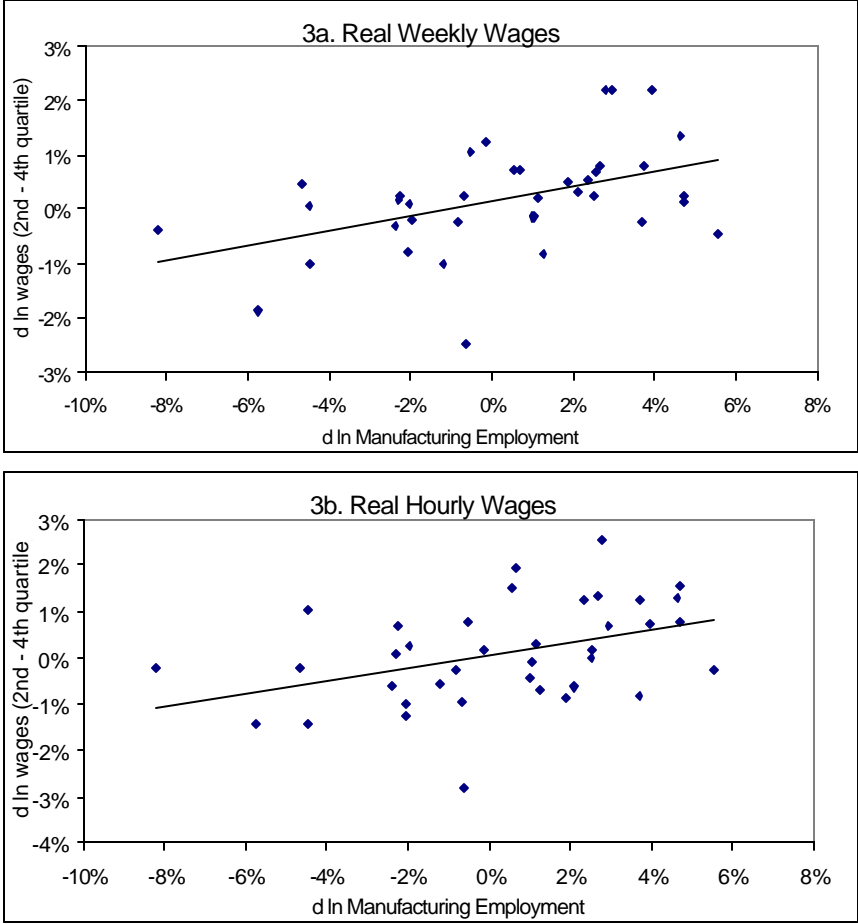 3a. Real Weekly Wages
3%
2%
1%
0%
-1%
-2%
-3%
d ln wages (2nd - 4th quartile)
-10% -8% -6% -4% -2% 0% 2% 4% 6% 8%
d ln Manufacturing Employment
3b. Real Hourly Wages
3%
2%
1%
0%
-1%
-2%
-3%
-4%
d ln wages (2nd - 4th quartile
-10% -8% -6% -4% -2% 0% 2% 4% 6% 8%
d ln Manufacturing Employment